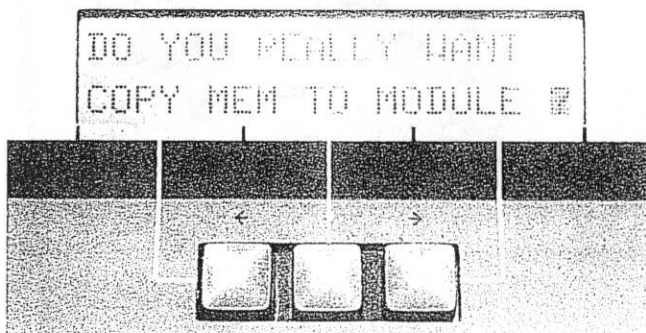 DO YOU REALLY WANT
COPY MEM TO MODULE ?
← →